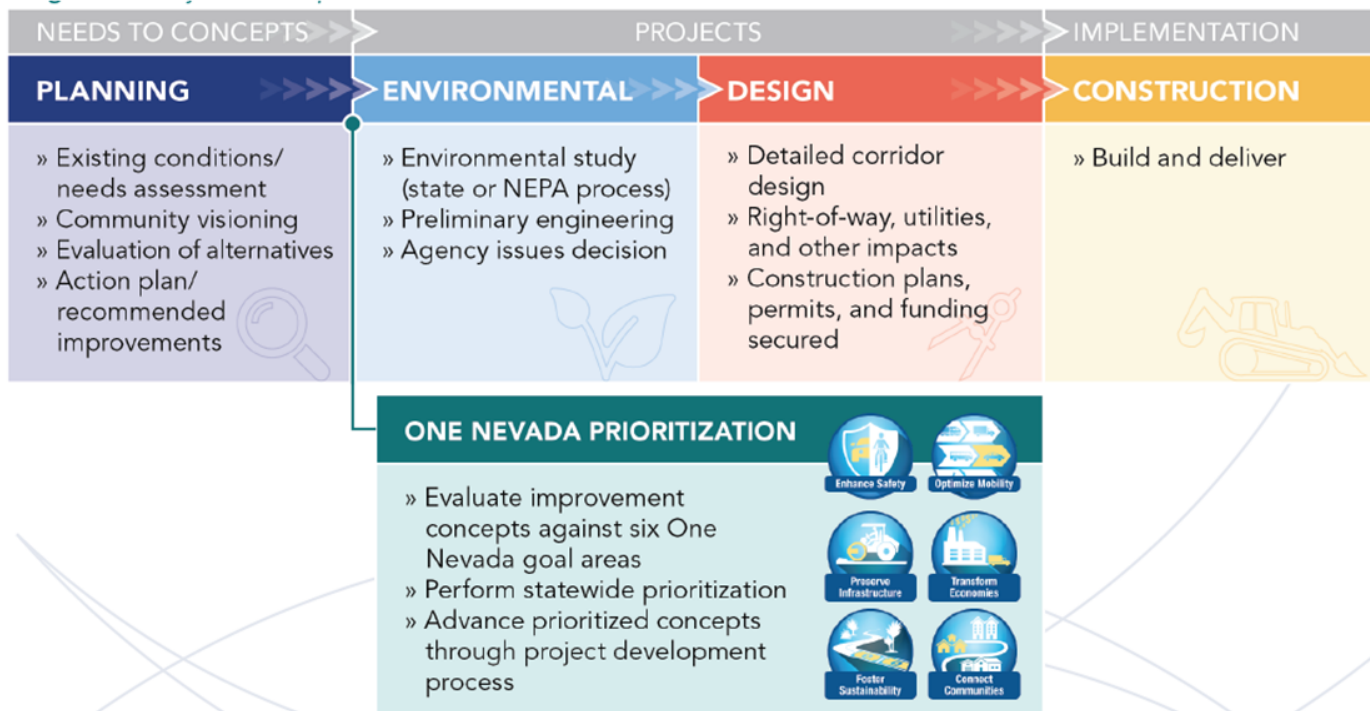 NEEDS TO CONCEPTS
PROJECTS
IMPLEMENTATION
PLANNING
ENVIRONMENTAL
DESIGN
CONSTRUCTION
» Existing conditions/
needs assessment
» Community visioning
» Evaluation of alternatives
» Action plan/
recommended
improvements
» Environmental study
(state or NEPA process)
» Preliminary engineering
» Agency issues decision
» Detailed corridor
design
» Right-of-way, utilities,
and other impacts
» Construction plans,
permits, and funding
secured
» Build and deliver
ONE NEVADA PRIORITIZATION
» Evaluate improvement
concepts against six One
Nevada goal areas
» Perform statewide prioritization
» Advance prioritized concepts
through project development
process
Enhance Safety
Optimize Mobility
Preserve
Infrastructure
Transform
Economies
Foster
Sustainability
Connect
Communities